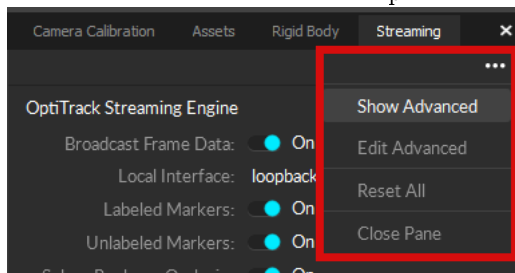 Camera Calibration Assets Rigid Body Streaming ×
•••
OptiTrack Streaming Engine Show Advanced
Broadcast Frame Data: On Edit Advanced
Local Interface: loopback
Reset All
Labeled Markers: On
Close Pane
Unlabeled Markers: On